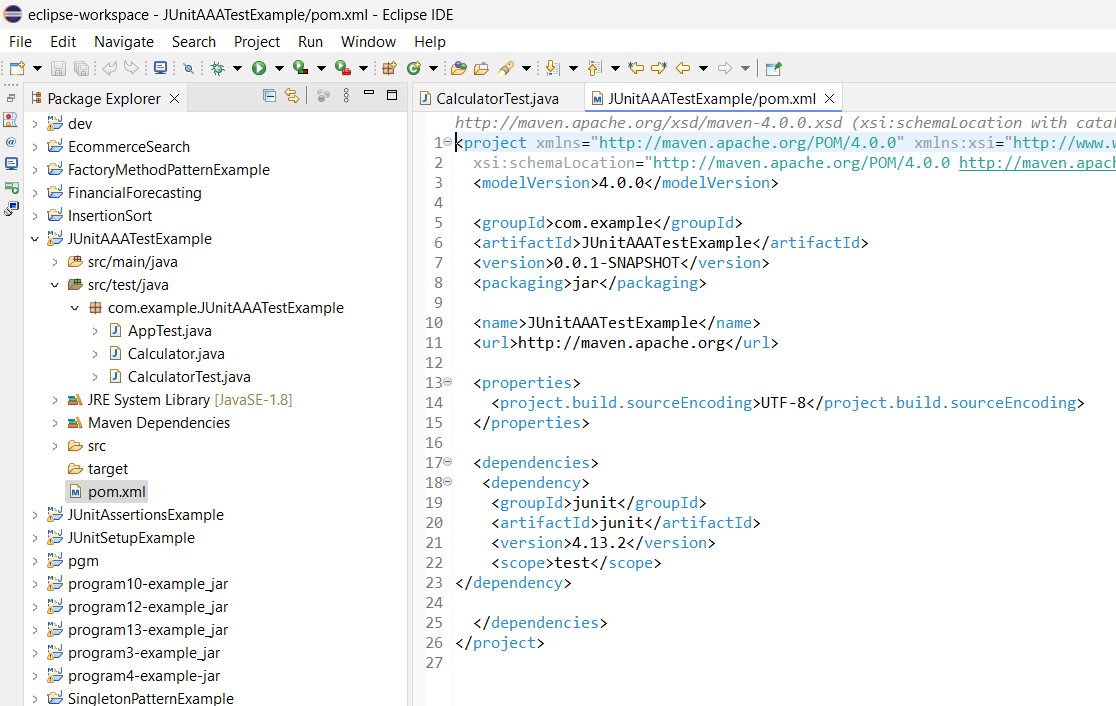 eclipse-workspace - JUnitAAATestExample/pom.xml - Eclipse IDE
File Edit Navigate Search Project Run Window Help
Package Explorer
dev
EcommerceSearch
FactoryMethodPatternExample
FinancialForecasting
InsertionSort
JUnitAAATestExample
src/main/java
src/test/java
com.example.JUnitAAATestExample
AppTest.java
Calculator.java
CalculatorTest.java
JRE System Library [JavaSE-1.8]
Maven Dependencies
src
target
pom.xml
JUnitAssertionsExample
JUnitSetupExample
pgm
program10-example_jar
program12-example_jar
program13-example_jar
program3-example_jar
program4-example-jar
SingletonPatternExample
CalculatorTest.java JUnitAAATestExample/pom.xml
http://maven.apache.org/xsd/maven-4.0.0.xsd (xsi:schemaLocation with catal
1 <project xmlns="http://maven.apache.org/POM/4.0.0" xmlns:xsi="http://www.w
2 xsi:schemaLocation="http://maven.apache.org/POM/4.0.0 http://maven.apach
3 <modelVersion>4.0.0</modelVersion>
4
5 <groupId>com.example</groupId>
6 <artifactId>JUnitAAATestExample</artifactId>
7 <version>0.0.1-SNAPSHOT</version>
8 <packaging>jar</packaging>
9
10 <name>JUnitAAATestExample</name>
11 <url>http://maven.apache.org</url>
12
13 <properties>
14 <project.build.sourceEncoding>UTF-8</project.build.sourceEncoding>
15 </properties>
16
17 <dependencies>
18 <dependency>
19 <groupId>junit</groupId>
20 <artifactId>junit</artifactId>
21 <version>4.13.2</version>
22 <scope>test</scope>
23 </dependency>
24
25 </dependencies>
26 </project>
27